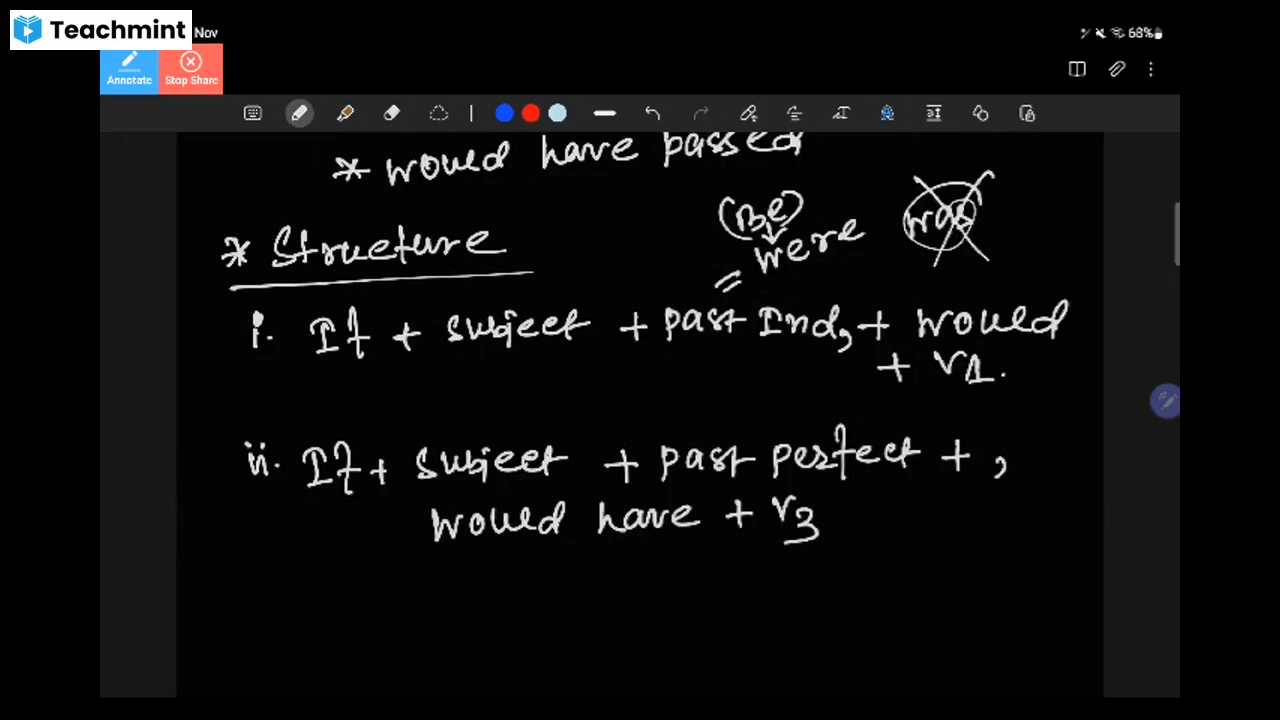 Teachmint
Nov
68%
Annotate
Stop Share
* would have passed
(Be)
were
was
* Structure
i. If + subject + past Ind, + would
+ V1.
ii. If + subject + past perfect + ,
would have + V3